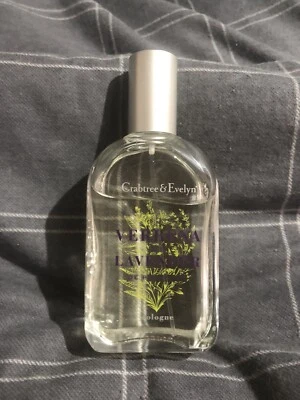 Crabtree & Evelyn
VERBENA
LAVENDER
Cologne